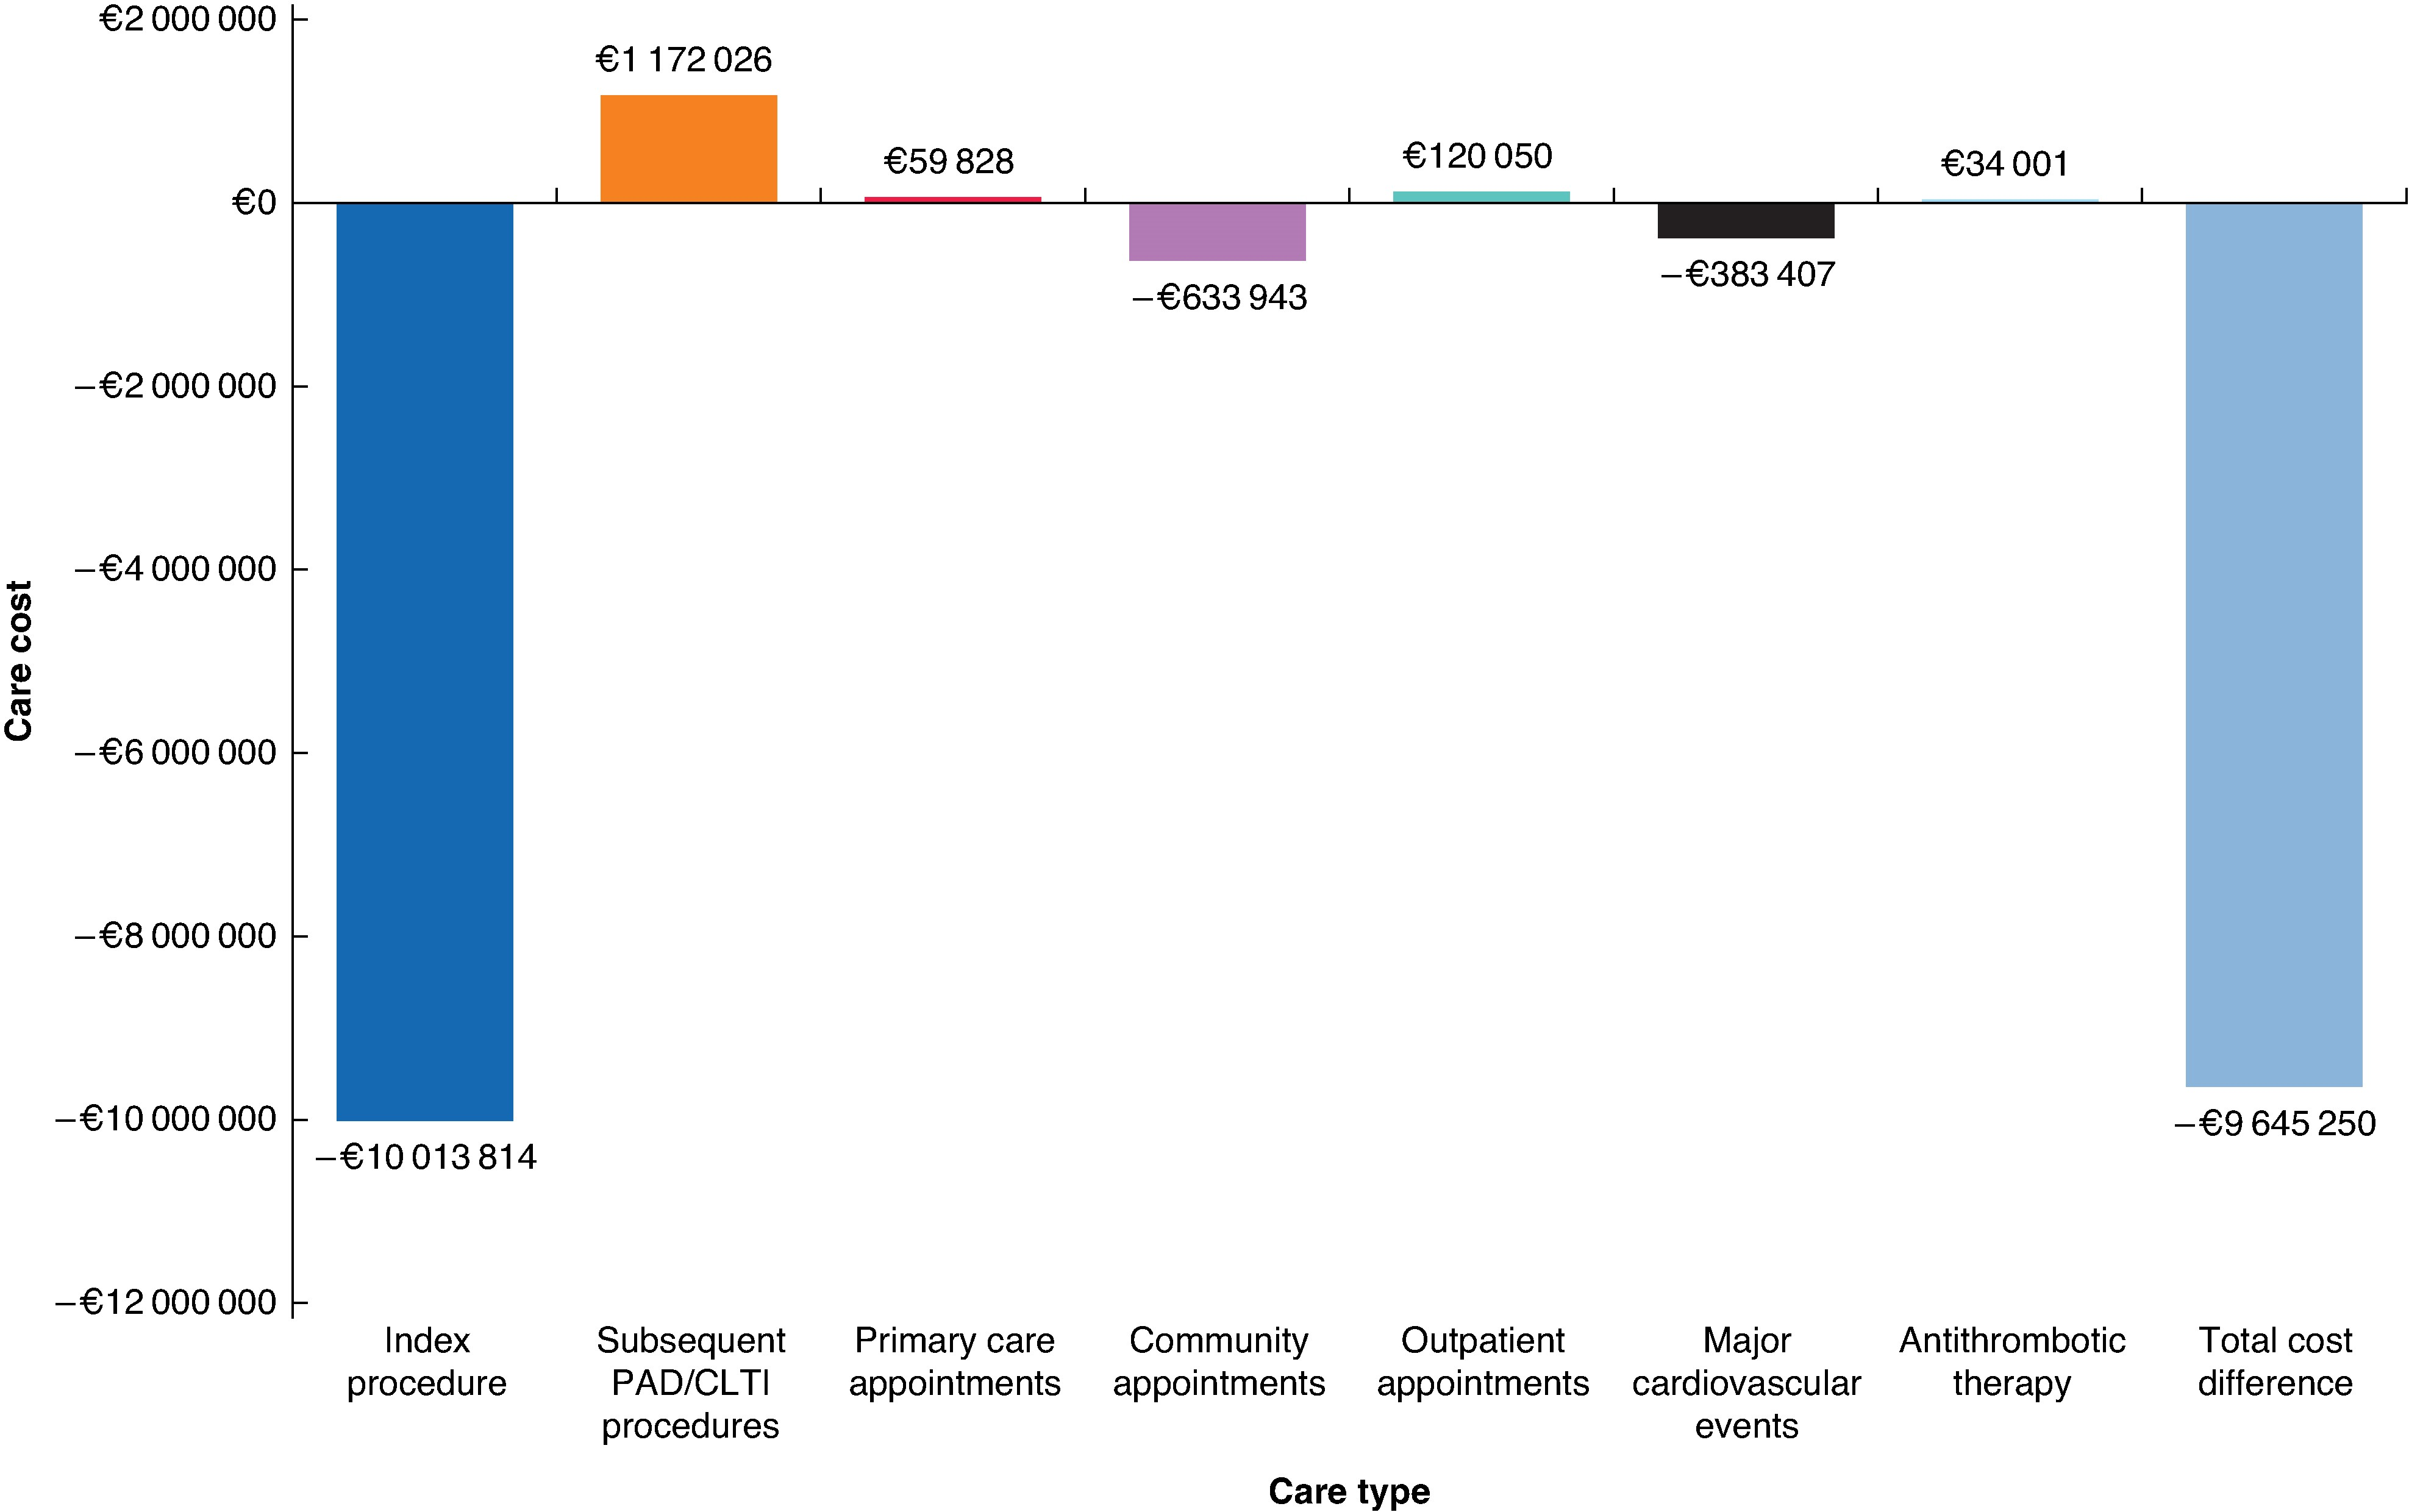 €2 000 000
€0
–€2 000 000
–€4 000 000
–€6 000 000
–€8 000 000
–€10 000 000
–€12 000 000
Care cost
–€10 013 814
€1 172 026
€59 828
–€633 943
€120 050
–€383 407
€34 001
–€9 645 250
Index
procedure
Subsequent
PAD/CLTI
procedures
Primary care
appointments
Community
appointments
Outpatient
appointments
Major
cardiovascular
events
Antithrombotic
therapy
Total cost
difference
Care type